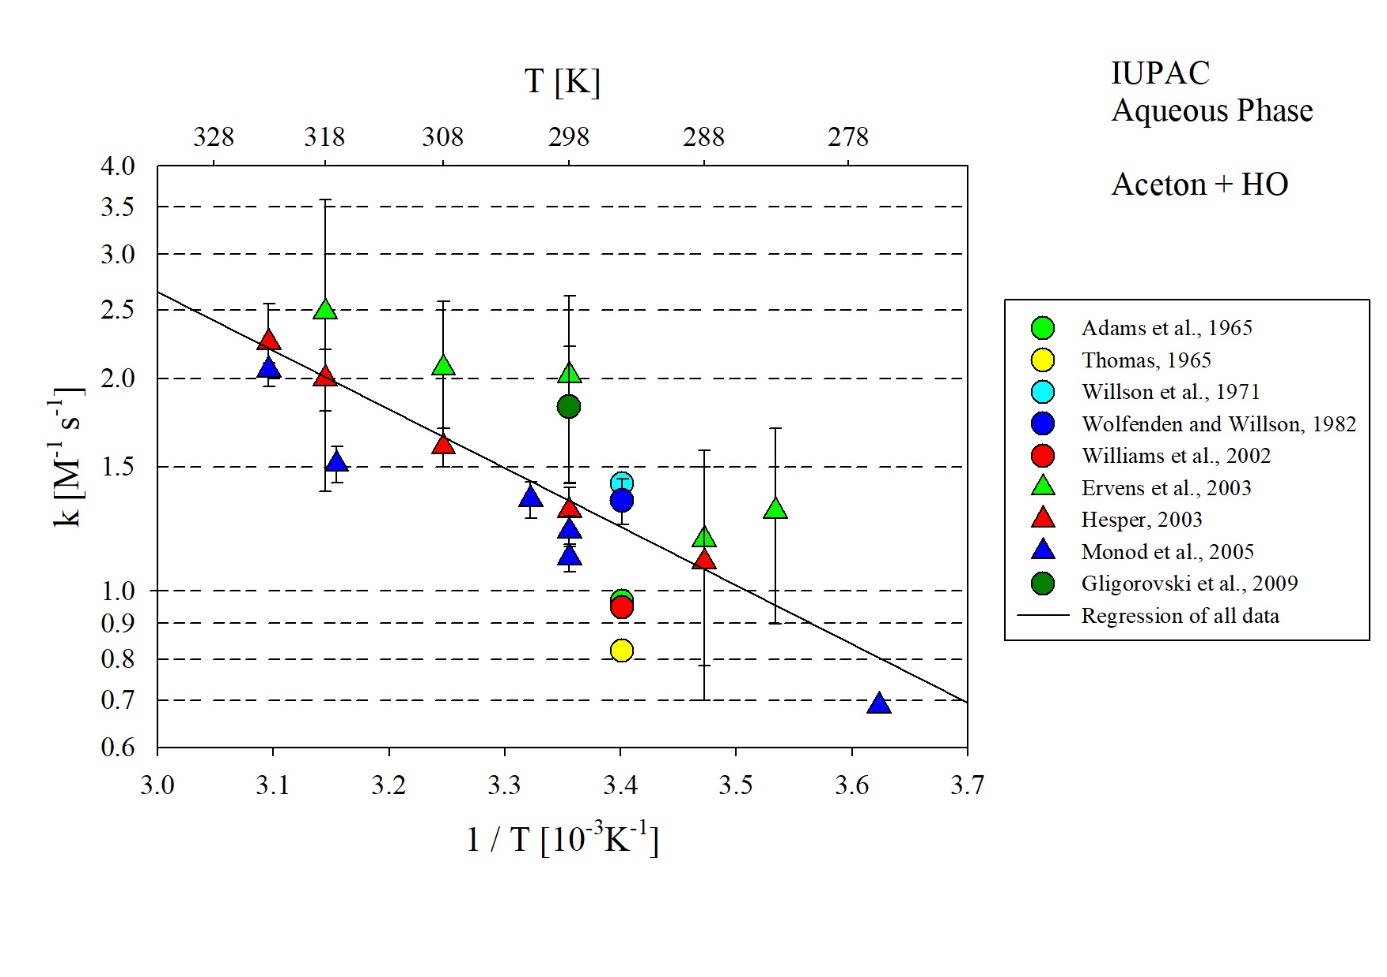 IUPAC
Aqueous Phase
Aceton + HO
T [K]
328 318 308 298 288 278
4.0
3.5
3.0
2.5
2.0
1.5
1.0
0.9
0.8
0.7
0.6
k [M⁻¹ s⁻¹]
3.0 3.1 3.2 3.3 3.4 3.5 3.6 3.7
1 / T [10⁻³K⁻¹]
Adams et al., 1965
Thomas, 1965
Willson et al., 1971
Wolfenden and Willson, 1982
Williams et al., 2002
Ervens et al., 2003
Hesper, 2003
Monod et al., 2005
Gligorovski et al., 2009
Regression of all data